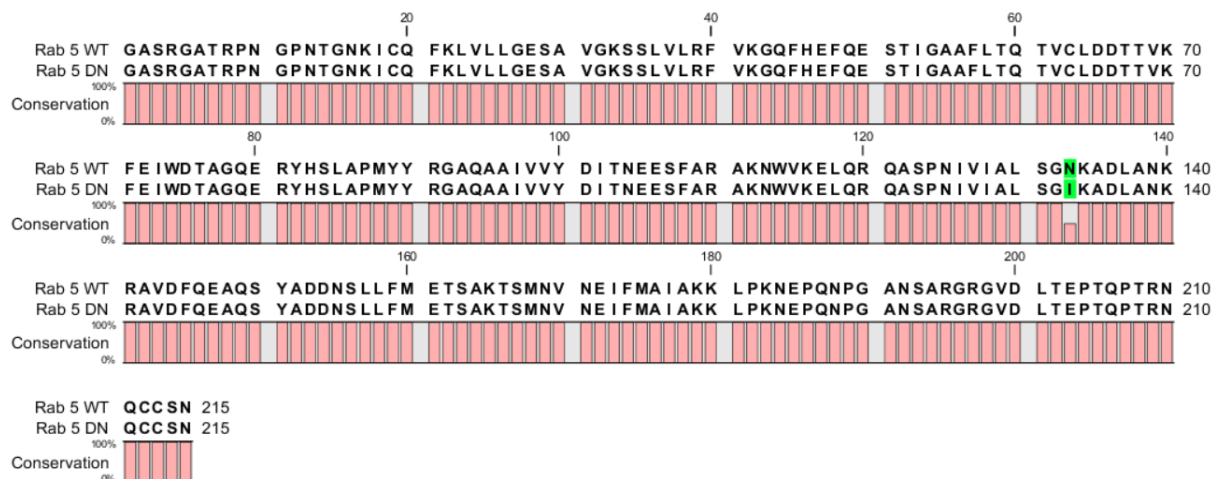 20 40 60
Rab 5 WT GASRGATRPN GPNTGNKICQ FKLVLLGESA VGKSSLVLRF VKGQFHEFQE STIGAAFLTQ TVCLDDTTVK 70
Rab 5 DN GASRGATRPN GPNTGNKICQ FKLVLLGESA VGKSSLVLRF VKGQFHEFQE STIGAAFLTQ TVCLDDTTVK 70
100%
Conservation
0%
80 100 120 140
Rab 5 WT FEIWDTAGQE RYHSLAPMYY RGAQAAIVVY DITNEESFAR AKNWVKELQR QASPNIVIAL SGNKADLANK 140
Rab 5 DN FEIWDTAGQE RYHSLAPMYY RGAQAAIVVY DITNEESFAR AKNWVKELQR QASPNIVIAL SGIKADLANK 140
100%
Conservation
0%
160 180 200
Rab 5 WT RAVDFQEAQS YADDNSLLFM ETSAKTSMNV NEIFMAIAKK LPKNEPQNPG ANSARGRGVD LTEPTQPTRN 210
Rab 5 DN RAVDFQEAQS YADDNSLLFM ETSAKTSMNV NEIFMAIAKK LPKNEPQNPG ANSARGRGVD LTEPTQPTRN 210
100%
Conservation
0%
Rab 5 WT QCCSN 215
Rab 5 DN QCCSN 215
100%
Conservation
0%